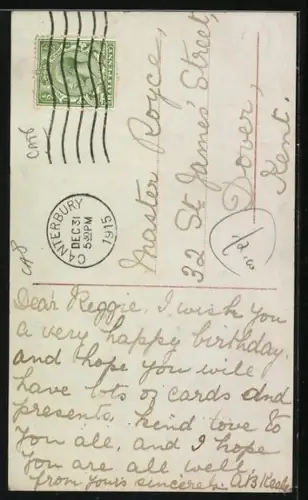 CANTERBURY
DEC 31
5.30 PM
1915
Master Royce,
32 St James' Street,
Dover,
Kent.
Dear Reggie. I wish you
a very happy birthday,
and hope you will
have lots of cards and
presents. kind love to
you all, and I hope
you are all well,
from yours sincerely. A.B.